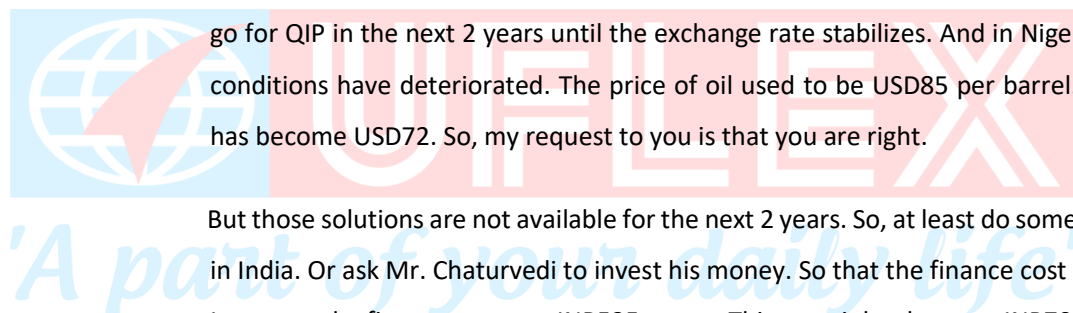 go for QIP in the next 2 years until the exchange rate stabilizes. And in Nige
conditions have deteriorated. The price of oil used to be USD85 per barrel
has become USD72. So, my request to you is that you are right.
UFLEX
But those solutions are not available for the next 2 years. So, at least do some
'A part of your daily life'
in India. Or ask Mr. Chaturvedi to invest his money. So that the finance cost